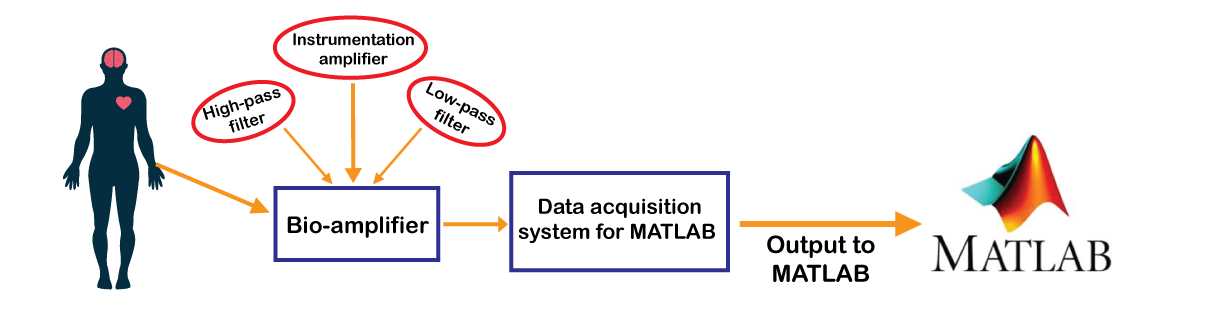 Instrumentation
amplifier
High-pass
filter
Low-pass
filter
Bio-amplifier
Data acquisition
system for MATLAB
Output to
MATLAB
MATLAB